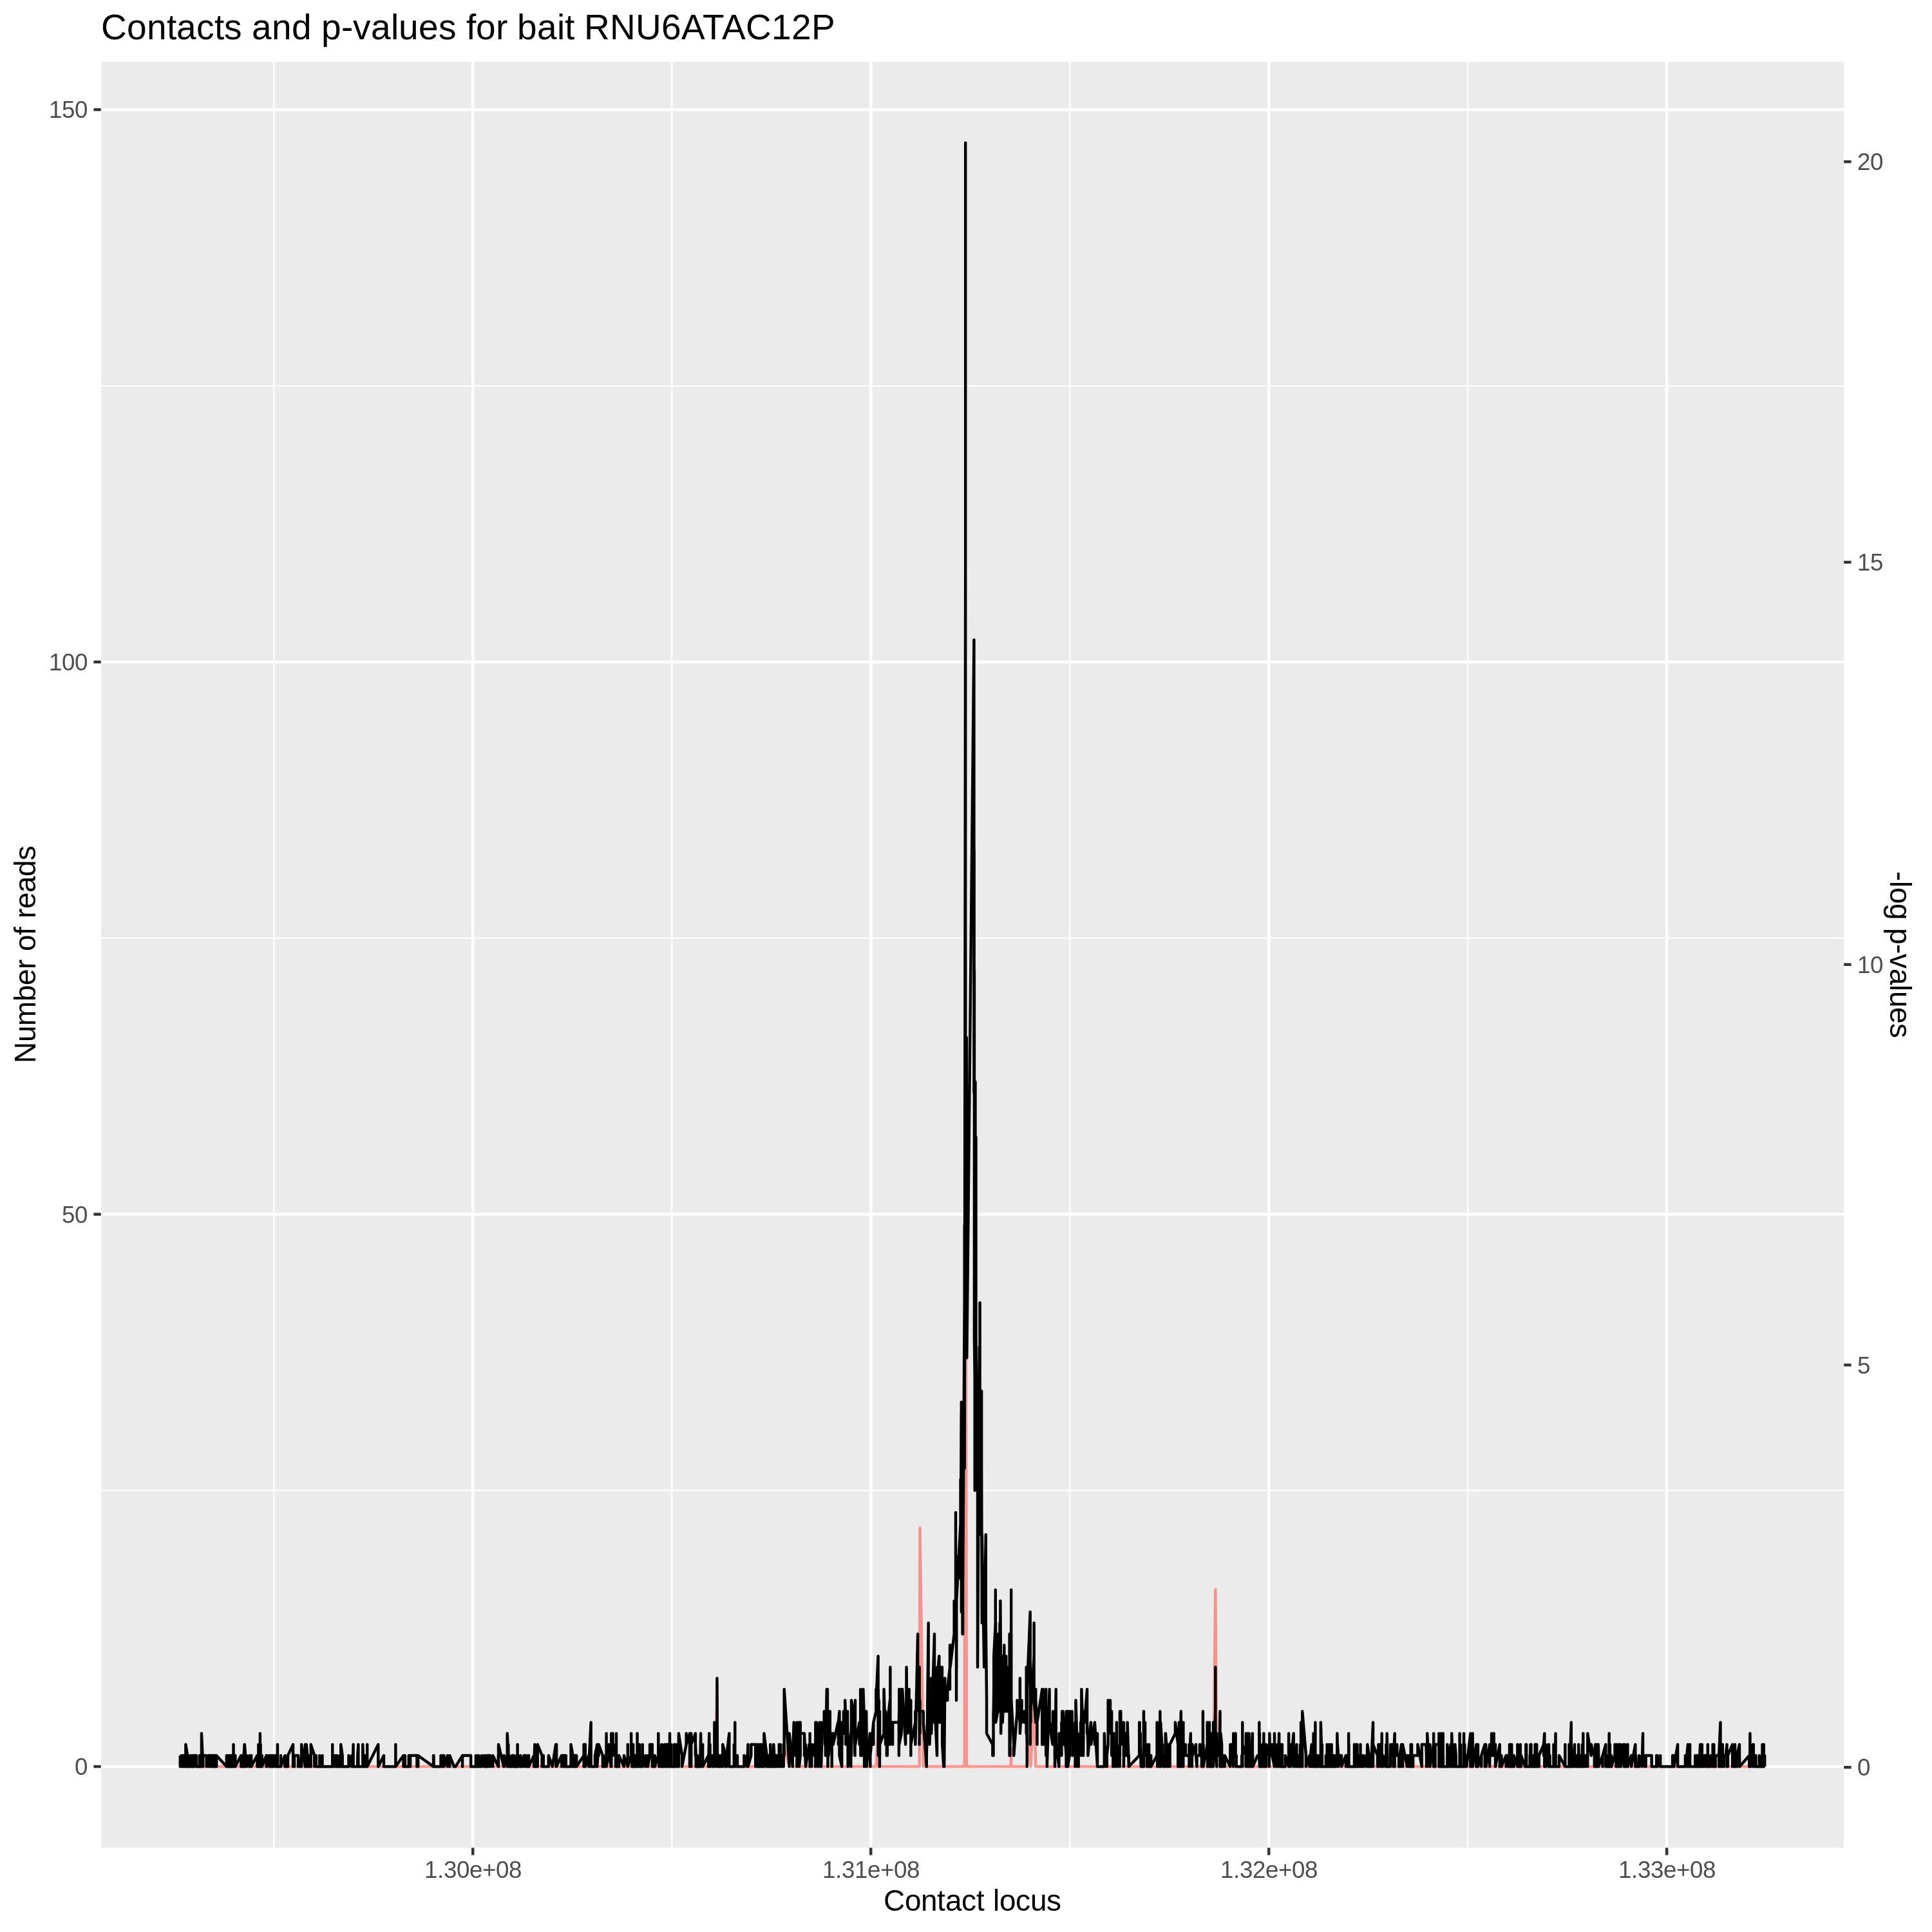 Contacts and p-values for bait RNU6ATAC12P
150
100
50
0
Number of reads
20
15
10
5
0
-log p-values
1.30e+08
1.31e+08
1.32e+08
1.33e+08
Contact locus